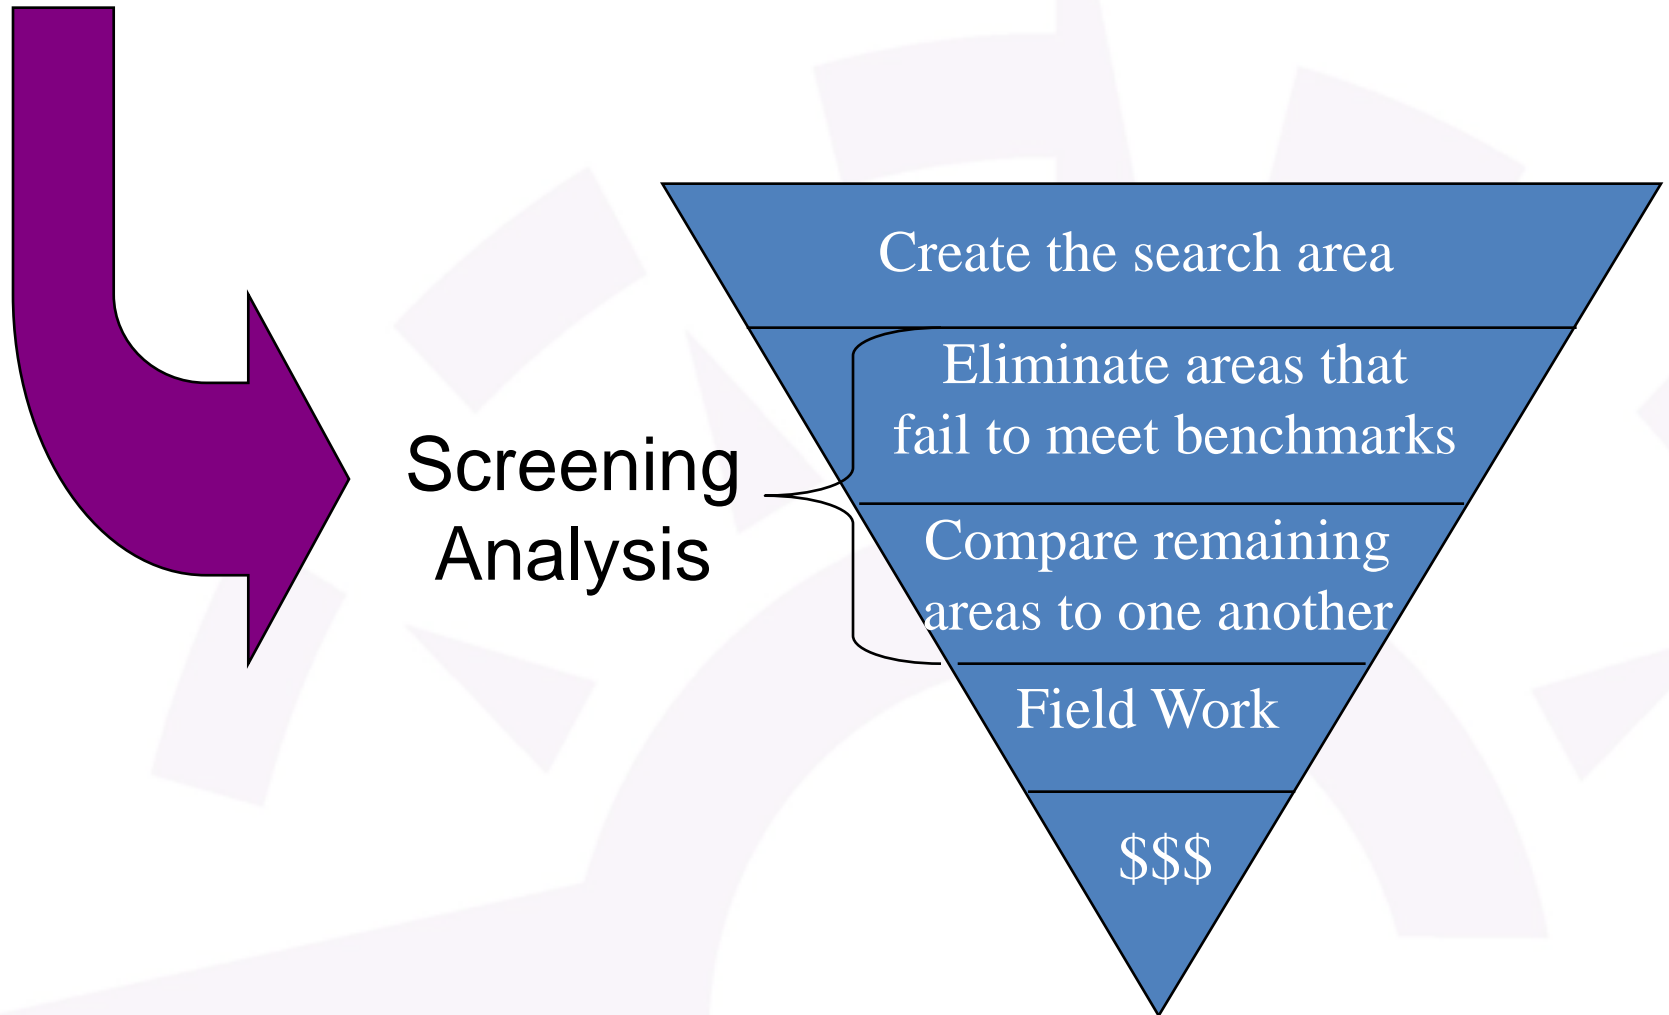 Create the search area
Eliminate areas that
fail to meet benchmarks
Screening
Analysis
Compare remaining
areas to one another
Field Work
$$$